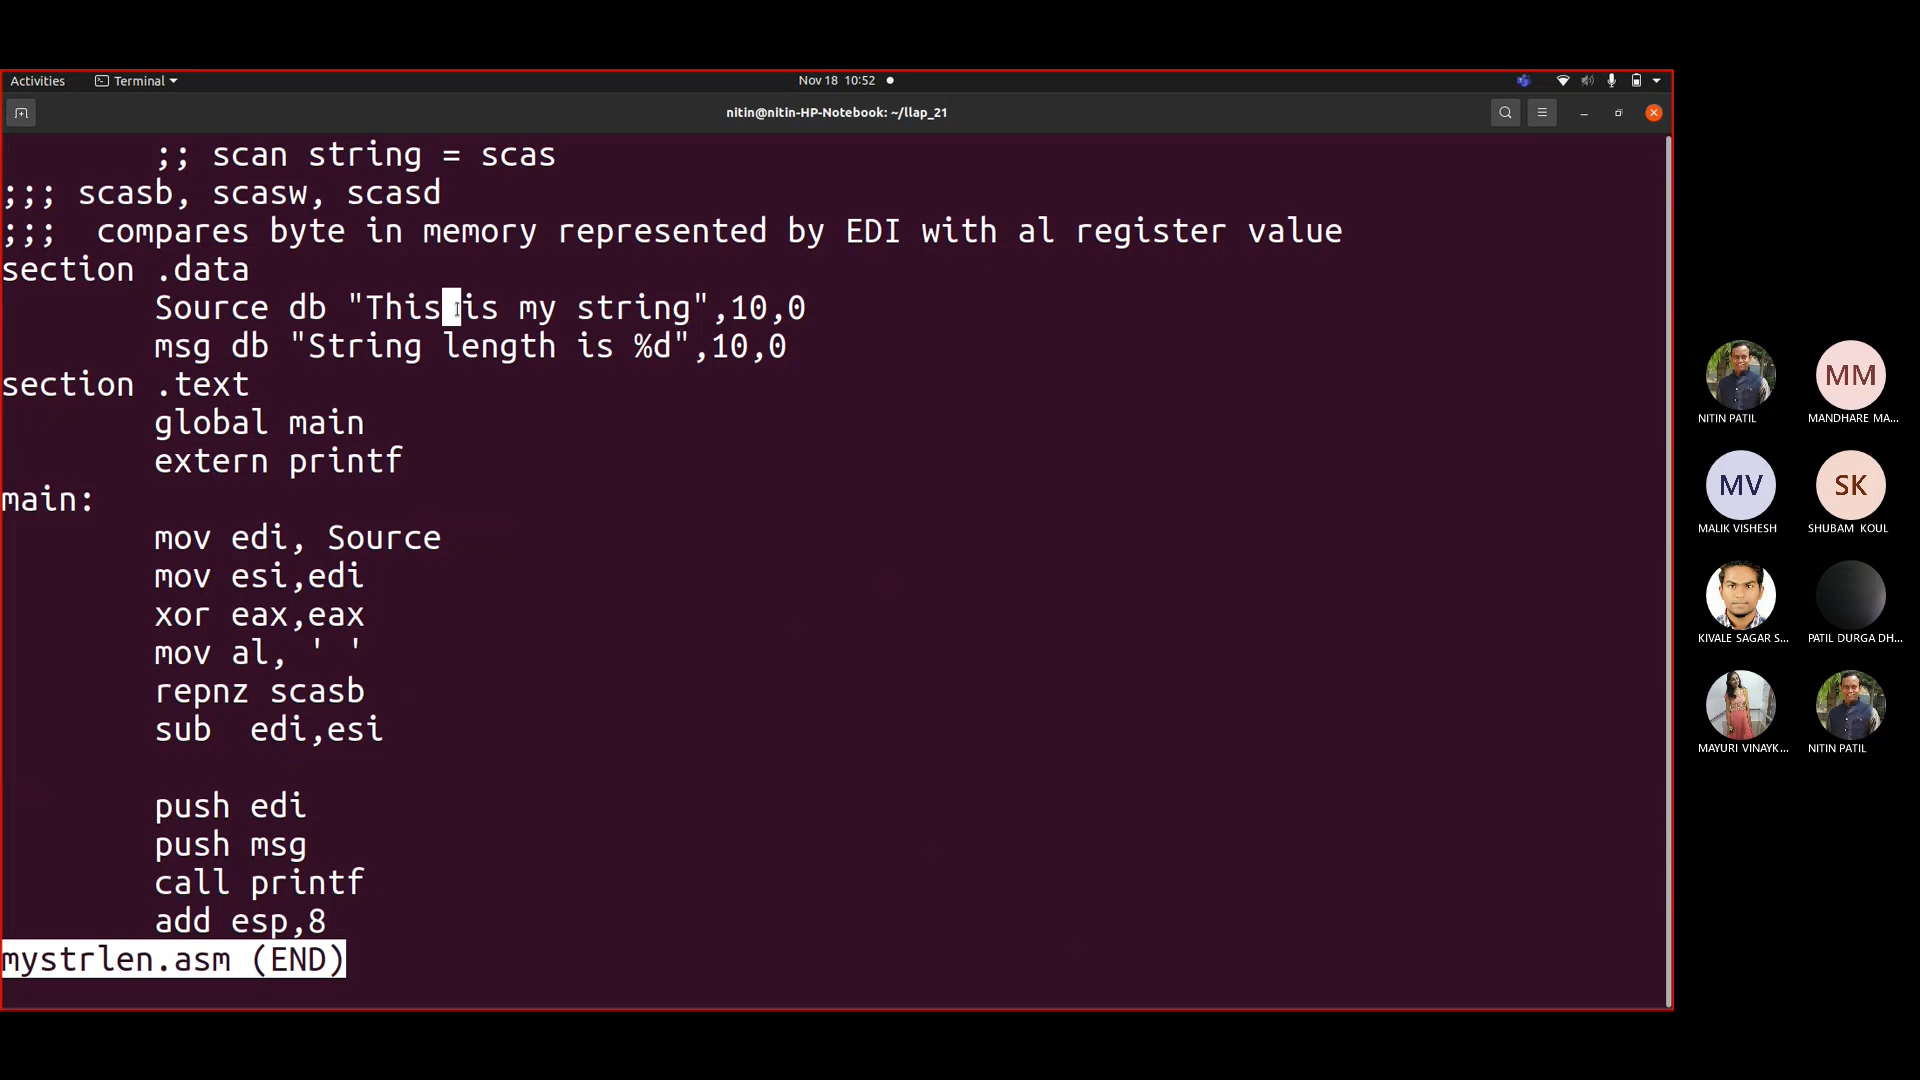 Activities Terminal Nov 18 10:52
nitin@nitin-HP-Notebook: ~/llap_21
;; scan string = scas
;;; scasb, scasw, scasd
;;; compares byte in memory represented by EDI with al register value
section .data
Source db "This is my string",10,0
msg db "String length is %d",10,0
section .text
global main
extern printf
main:
mov edi, Source
mov esi,edi
xor eax,eax
mov al, ' '
repnz scasb
sub edi,esi
push edi
push msg
call printf
add esp,8
mystrlen.asm (END)
NITIN PATIL
MM
MANDHARE MA...
MV
MALIK VISHESH
SK
SHUBAM KOUL
KIVALE SAGAR S...
PATIL DURGA DH...
MAYURI VINAYK...
NITIN PATIL